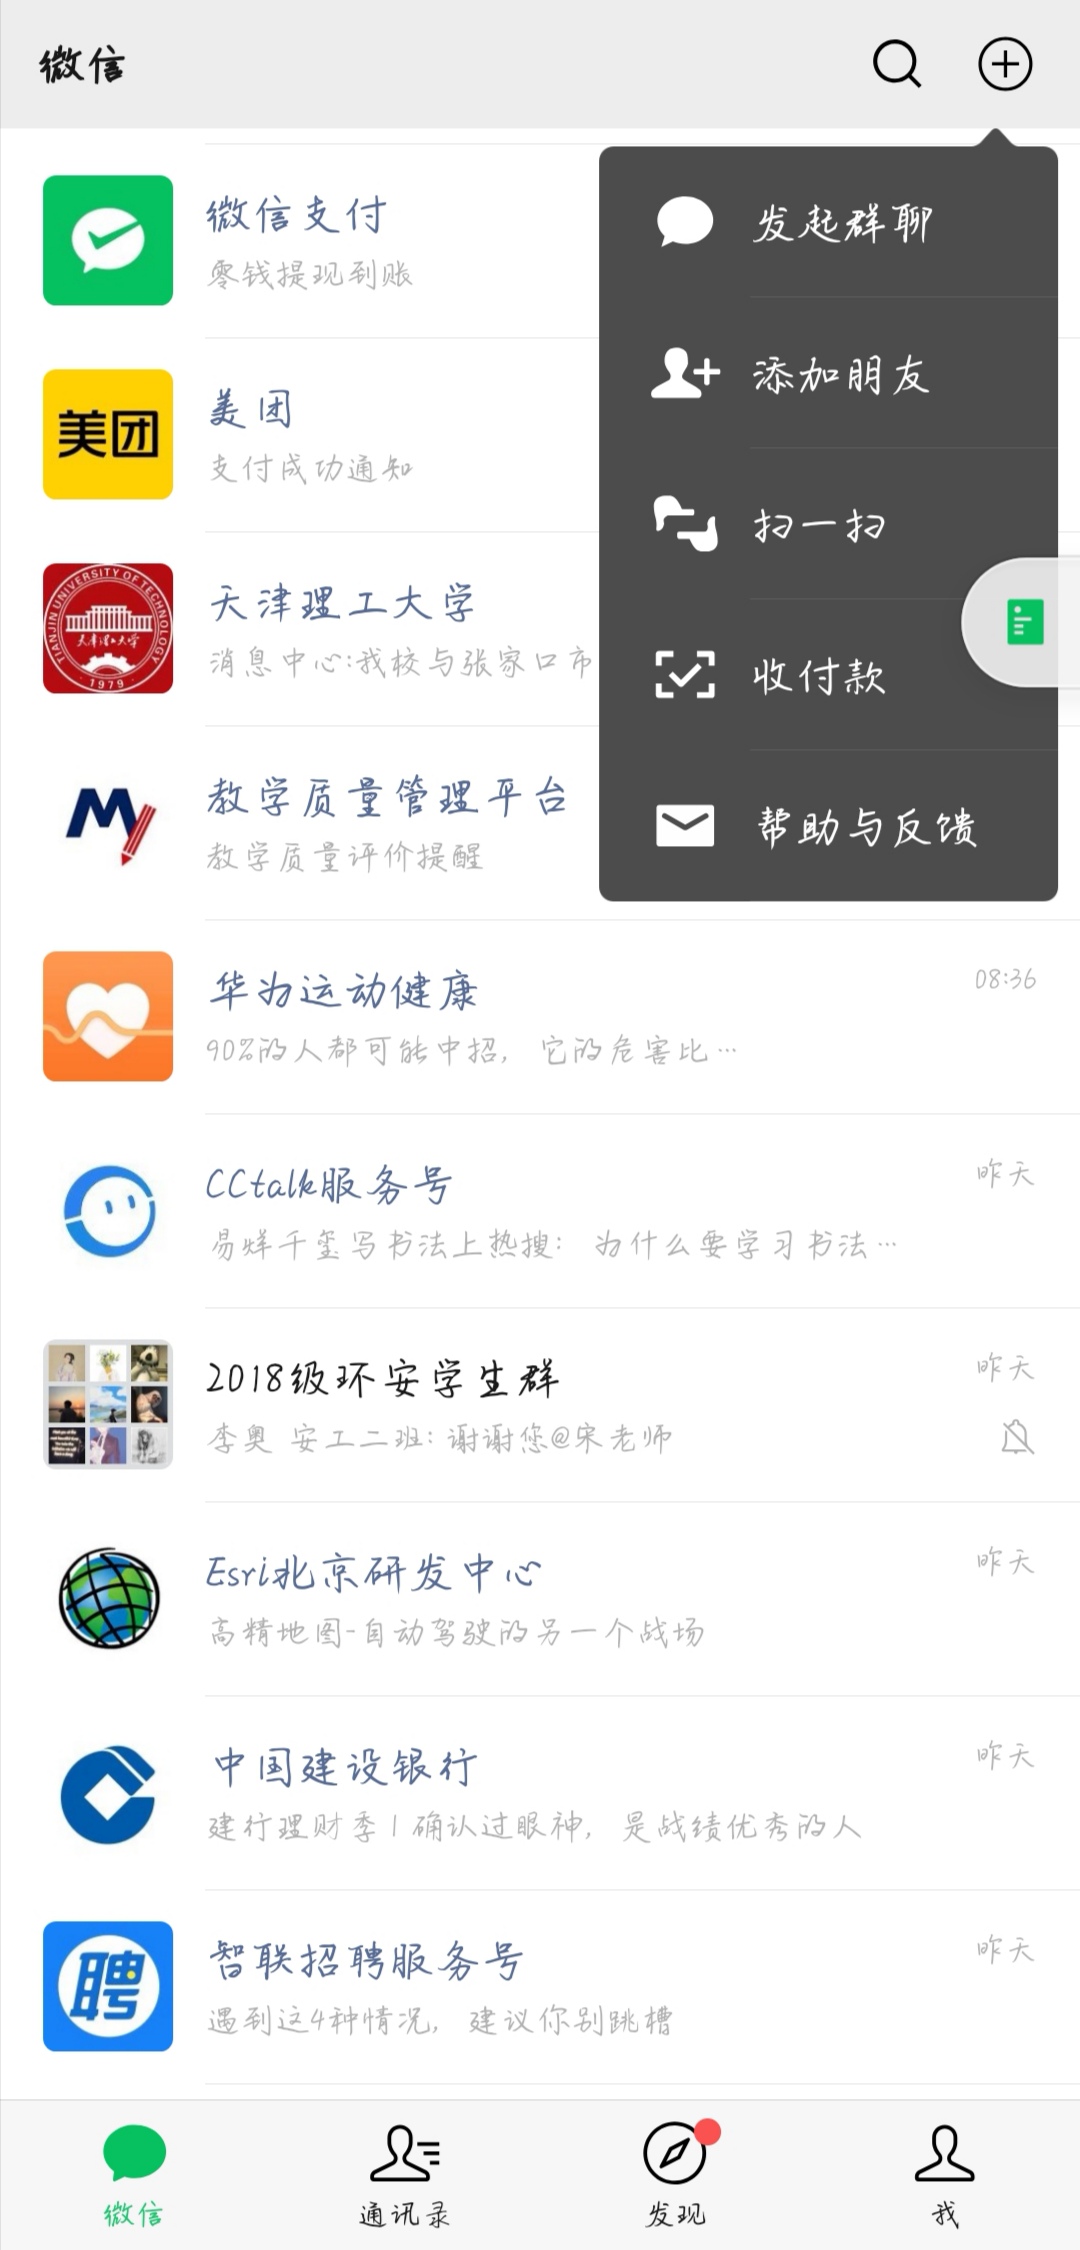 微信
微信支付
零钱提现到账
美团
美团
支付成功通知
TIANJIN UNIVERSITY OF TECHNOLOGY
天津理工大学
1979
天津理工大学
消息中心:我校与张家口市
教学质量管理平台
教学质量评价提醒
发起群聊
添加朋友
扫一扫
收付款
帮助与反馈
华为运动健康
08:36
90%的人都可能中招，它的危害比…
CCtalk服务号
昨天
易烊千玺写书法上热搜：为什么要学习书法…
2018级环安学生群
昨天
李奥 安工二班: 谢谢您@宋老师
Esri北京研发中心
昨天
高精地图-自动驾驶的另一个战场
中国建设银行
昨天
建行理财季 | 确认过眼神，是战绩优秀的人
聘
智联招聘服务号
昨天
遇到这4种情况，建议你别跳槽
微信
通讯录
发现
我